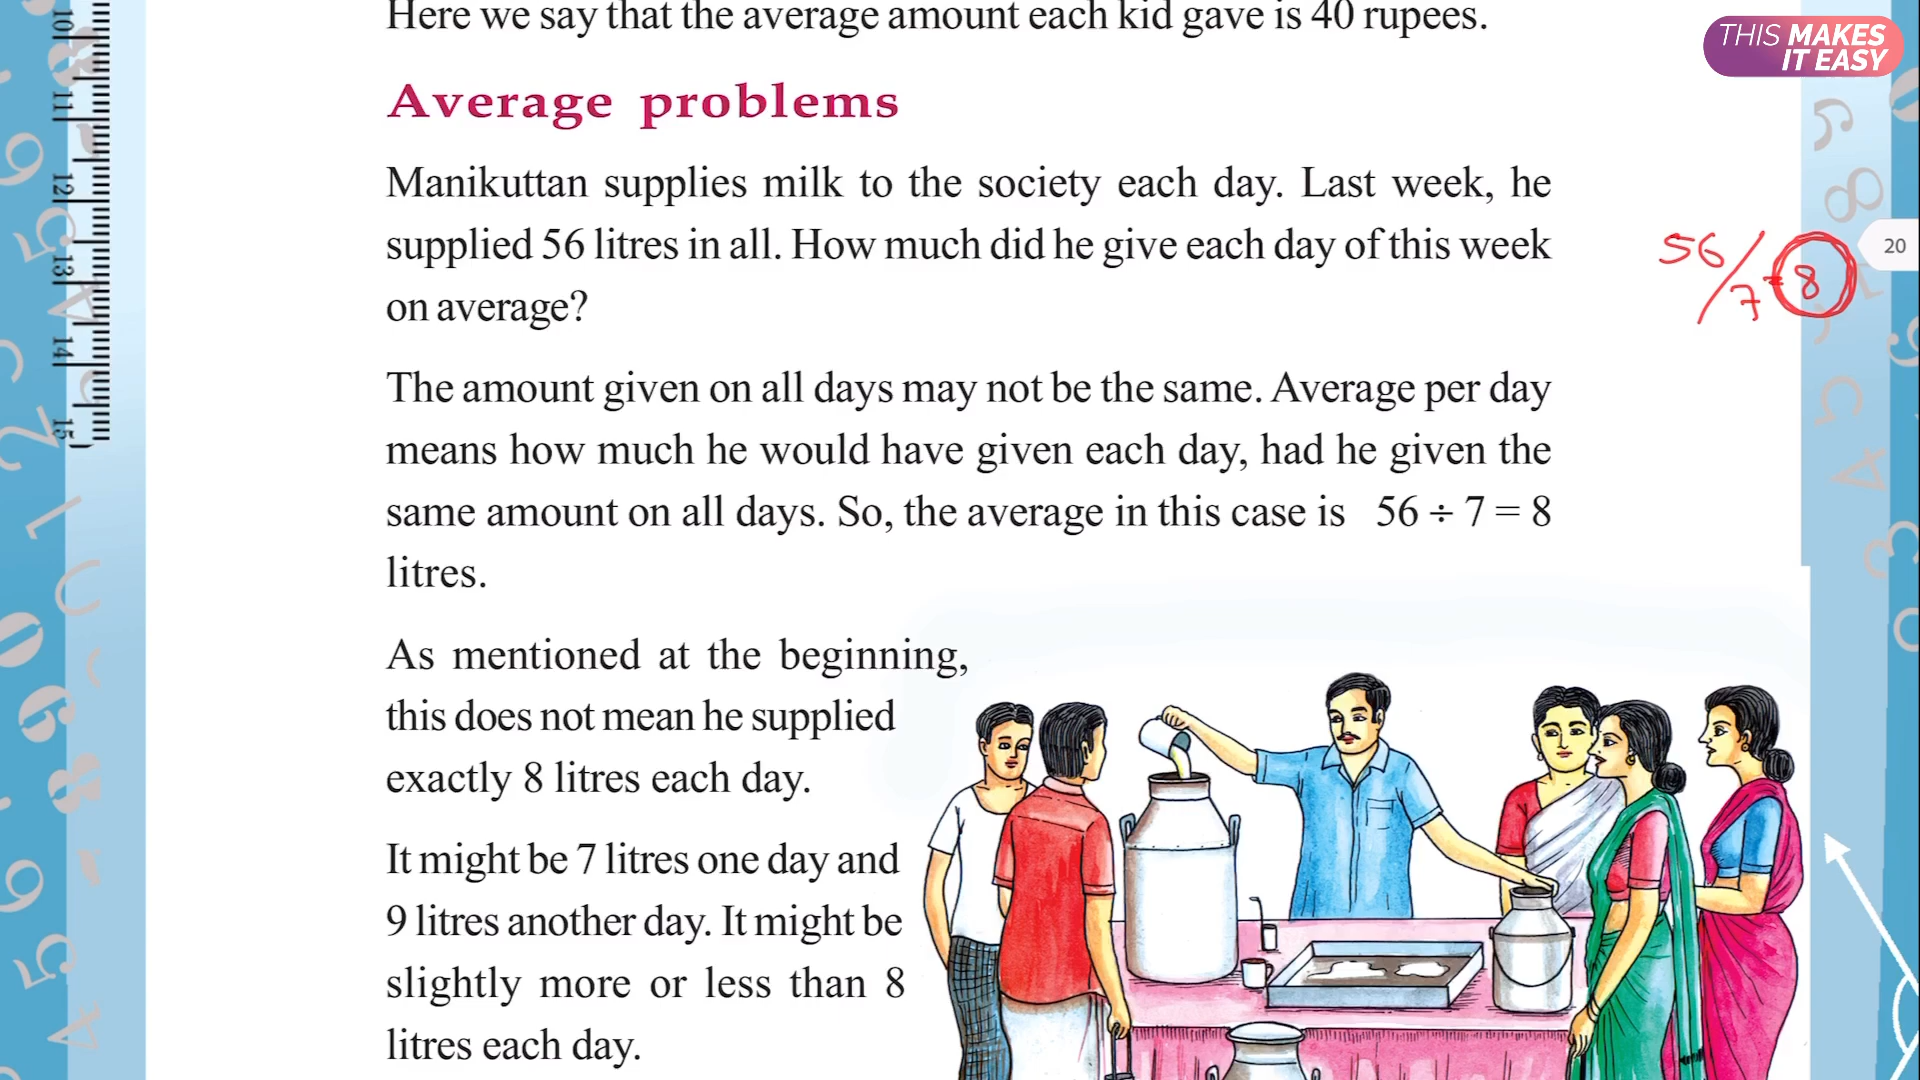 Here we say that the average amount each kid gave is 40 rupees.
THIS MAKES
IT EASY
Average problems
Manikuttan supplies milk to the society each day. Last week, he
supplied 56 litres in all. How much did he give each day of this week
on average?
56/7 = 8
20
The amount given on all days may not be the same. Average per day
means how much he would have given each day, had he given the
same amount on all days. So, the average in this case is 56 ÷ 7 = 8
litres.
As mentioned at the beginning,
this does not mean he supplied
exactly 8 litres each day.
It might be 7 litres one day and
9 litres another day. It might be
slightly more or less than 8
litres each day.
10
11
12
13
14
15